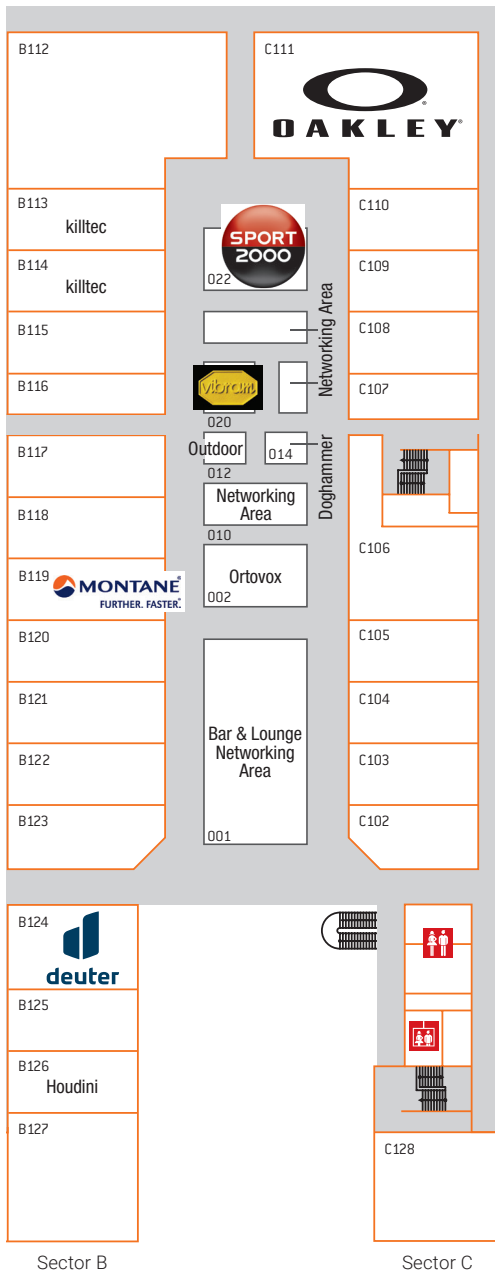 B112
C111
OAKLEY
B113
killtec
C110
SPORT
2000
022
B114
killtec
C109
B115
C108
Networking Area
B116
C107
vibram
020
B117
Outdoor
014
Doghammer
012
Networking
Area
B118
010
C106
B119
MONTANE
FURTHER. FASTER.
Ortovox
002
B120
C105
B121
C104
Bar & Lounge
Networking
Area
B122
C103
B123
C102
001
B124
deuter
B125
B126
Houdini
B127
C128
Sector B
Sector C